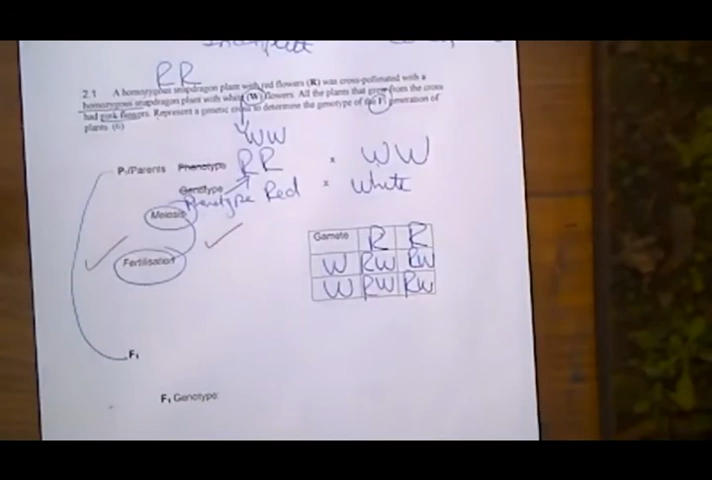 RR
2.1 A homozygous snapdragon plant with red flowers (R) was cross-pollinated with a
homozygous snapdragon plant with white (W) flowers. All the plants that grew from the cross
had pink flowers. Represent a genetic cross to determine the genotype of the F1 generation of
plants. (6)
WW
P1/Parents Phenotype RR x WW
Genotype
Phenotype Red x White
Meiosis
Fertilisation
Gamete R R
W RW RW
W RW RW
F1
F1 Genotype: